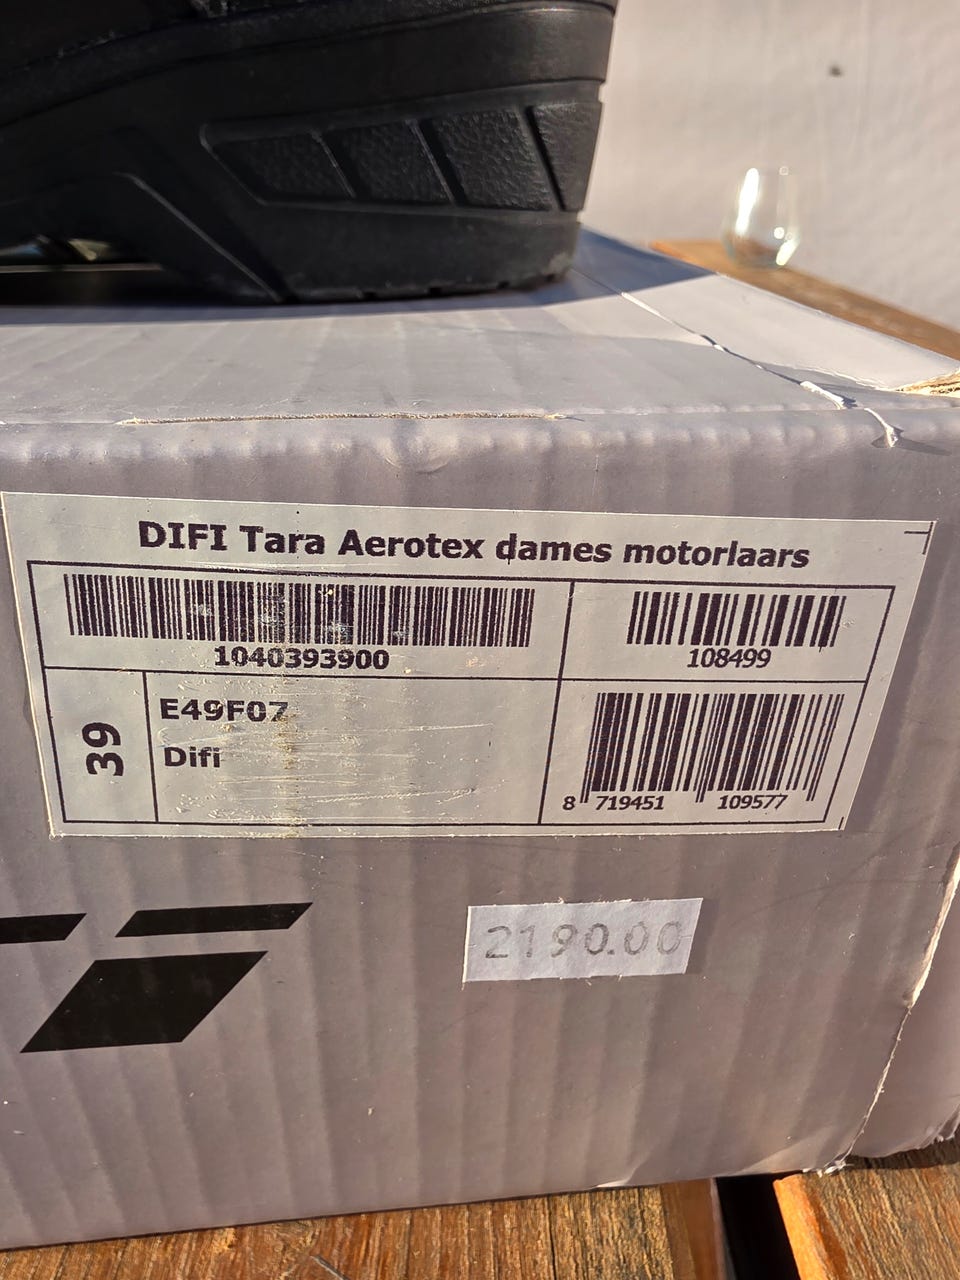 DIFI Tara Aerotex dames motorlaars
1040393900
108499
39
E49F07
Difi
8 719451 109577
2190.00